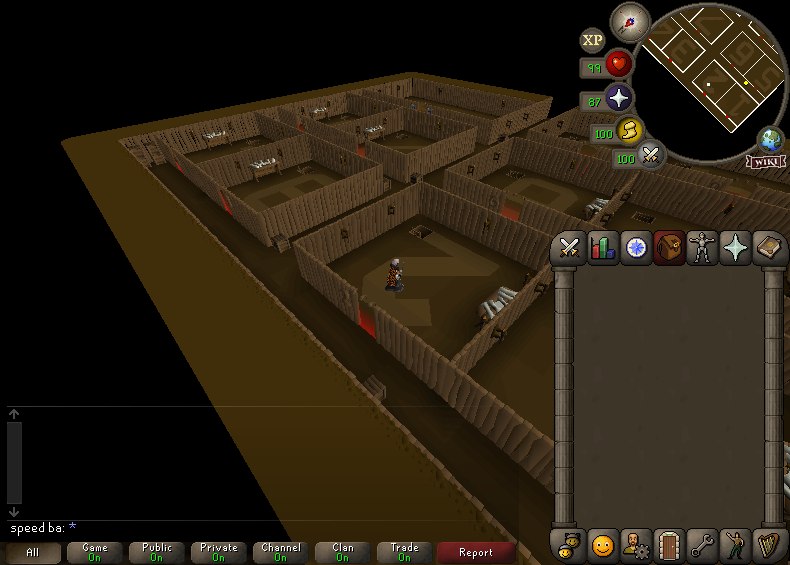 XP
99
67
100
100
WIKI
speed ba: *
All
Game
On
Public
On
Private
On
Channel
On
Clan
On
Trade
On
Report